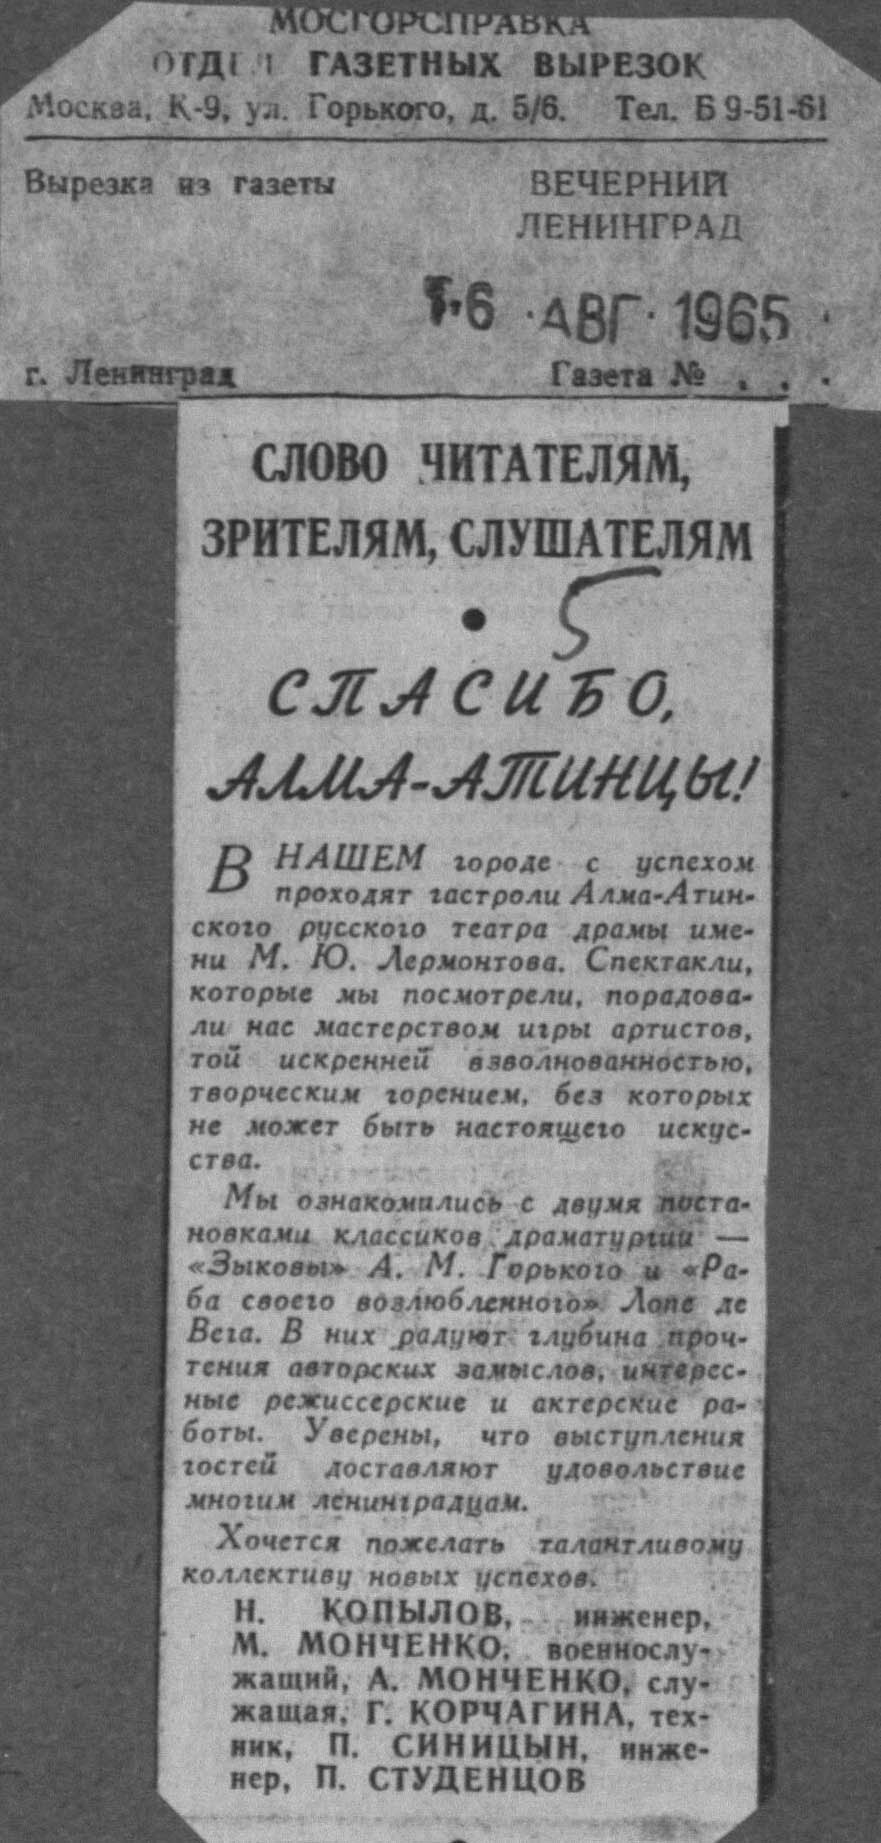 МОСГОРСПРАВКА
ОТДЕЛ ГАЗЕТНЫХ ВЫРЕЗОК
Москва, К-9, ул. Горького, д. 5/6. Тел. Б 9-51-61
Вырезка из газеты
ВЕЧЕРНИЙ
ЛЕНИНГРАД
16 · АВГ · 1965
г. Ленинград Газета № . . .
СЛОВО ЧИТАТЕЛЯМ,
ЗРИТЕЛЯМ, СЛУШАТЕЛЯМ
5
СПАСИБО,
АЛМА-АТИНЦЫ!
В НАШЕМ городе с успехом
проходят гастроли Алма-Атин-
ского русского театра драмы име-
ни М. Ю. Лермонтова. Спектакли,
которые мы посмотрели, порадова-
ли нас мастерством игры артистов,
той искренней взволнованностью,
творческим горением, без которых
не может быть настоящего искус-
ства.
Мы ознакомились с двумя поста-
новками классиков драматургии —
«Зыковы» А. М. Горького и «Ра-
ба своего возлюбленного» Лопе де
Вега. В них радуют глубина проч-
тения авторских замыслов, интерес-
ные режиссерские и актерские ра-
боты. Уверены, что выступления
гостей доставляют удовольствие
многим ленинградцам.
Хочется пожелать талантливому
коллективу новых успехов.
Н. КОПЫЛОВ, инженер,
М. МОНЧЕНКО, военнослу-
жащий, А. МОНЧЕНКО, слу-
жащая, Г. КОРЧАГИНА, тех-
ник, П. СИНИЦЫН, инже-
нер, П. СТУДЕНЦОВ